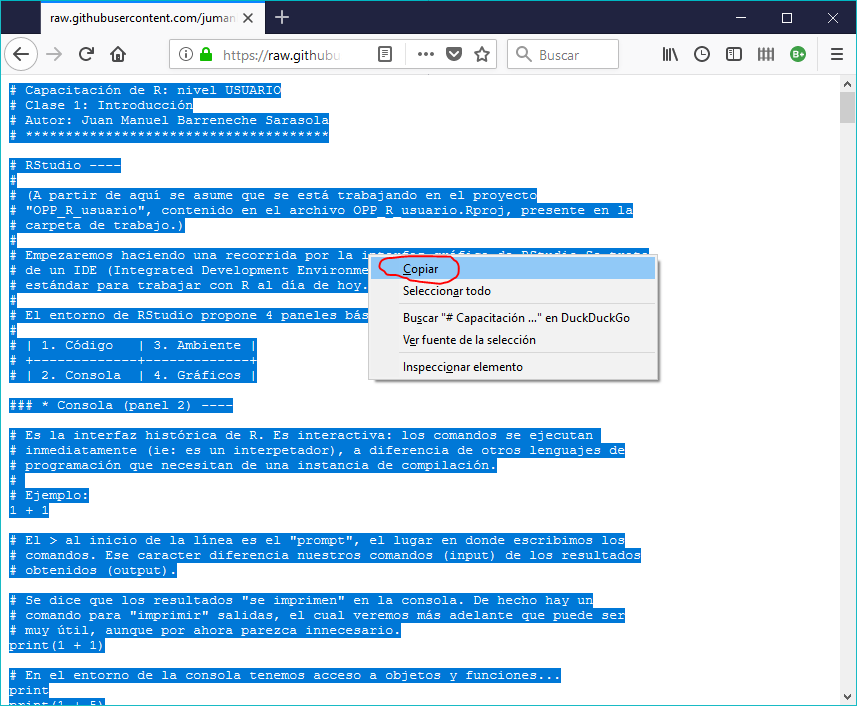 raw.githubusercontent.com/juman
https://raw.githubu
Buscar
# Capacitación de R: nivel USUARIO
# Clase 1: Introducción
# Autor: Juan Manuel Barreneche Sarasola
# **************************************
# RStudio ----
#
# (A partir de aquí se asume que se está trabajando en el proyecto
# "OPP_R_usuario", contenido en el archivo OPP_R_usuario.Rproj, presente en la
# carpeta de trabajo.)
#
# Empezaremos haciendo una recorrida por la interfaz gráfica de RStudio Se trata
# de un IDE (Integrated Development Environme
# estándar para trabajar con R al día de hoy.
#
# El entorno de RStudio propone 4 paneles bás
#
# | 1. Código   | 3. Ambiente |
# +-------------+-------------+
# | 2. Consola  | 4. Gráficos |
Copiar
Seleccionar todo
Buscar "# Capacitación ..." en DuckDuckGo
Ver fuente de la selección
Inspeccionar elemento
### * Consola (panel 2) ----
# Es la interfaz histórica de R. Es interactiva: los comandos se ejecutan
# inmediatamente (ie: es un interpetador), a diferencia de otros lenguajes de
# programación que necesitan de una instancia de compilación.
#
# Ejemplo:
1 + 1
# El > al inicio de la línea es el "prompt", el lugar en donde escribimos los
# comandos. Ese caracter diferencia nuestros comandos (input) de los resultados
# obtenidos (output).
# Se dice que los resultados "se imprimen" en la consola. De hecho hay un
# comando para "imprimir" salidas, el cual veremos más adelante que puede ser
# muy útil, aunque por ahora parezca innecesario.
print(1 + 1)
# En el entorno de la consola tenemos acceso a objetos y funciones...
print
print(1 + 5)